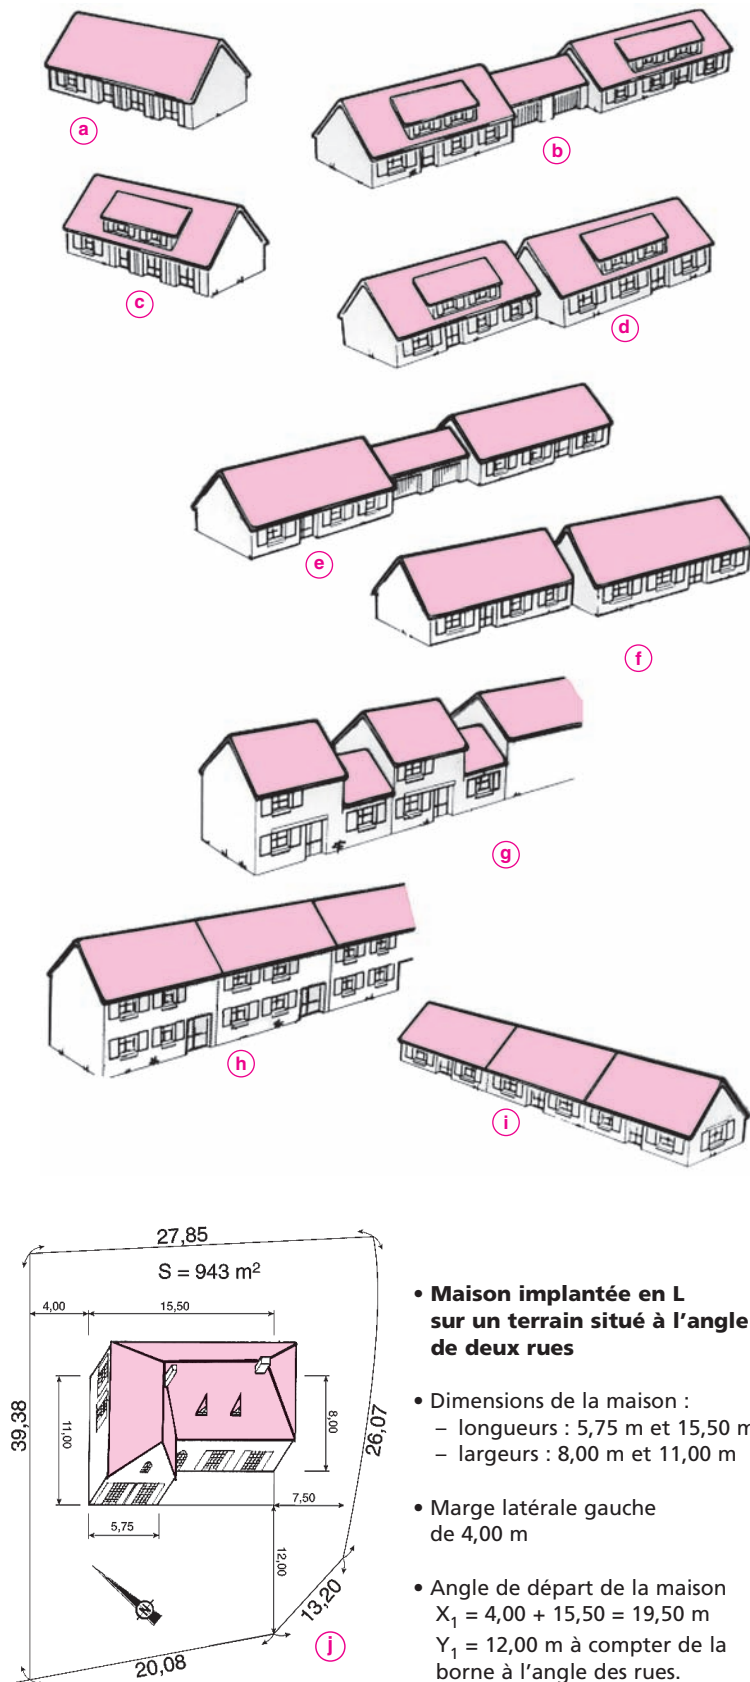 a
b
c
d
e
f
g
h
i
27,85
S = 943 m²
4,00
15,50
39,38
11,00
8,00
26,07
7,50
5,75
12,00
N
13,20
20,08
j
• Maison implantée en L
sur un terrain situé à l'angle
de deux rues
• Dimensions de la maison :
– longueurs : 5,75 m et 15,50 m
– largeurs : 8,00 m et 11,00 m
• Marge latérale gauche
de 4,00 m
• Angle de départ de la maison
X₁ = 4,00 + 15,50 = 19,50 m
Y₁ = 12,00 m à compter de la
borne à l'angle des rues.